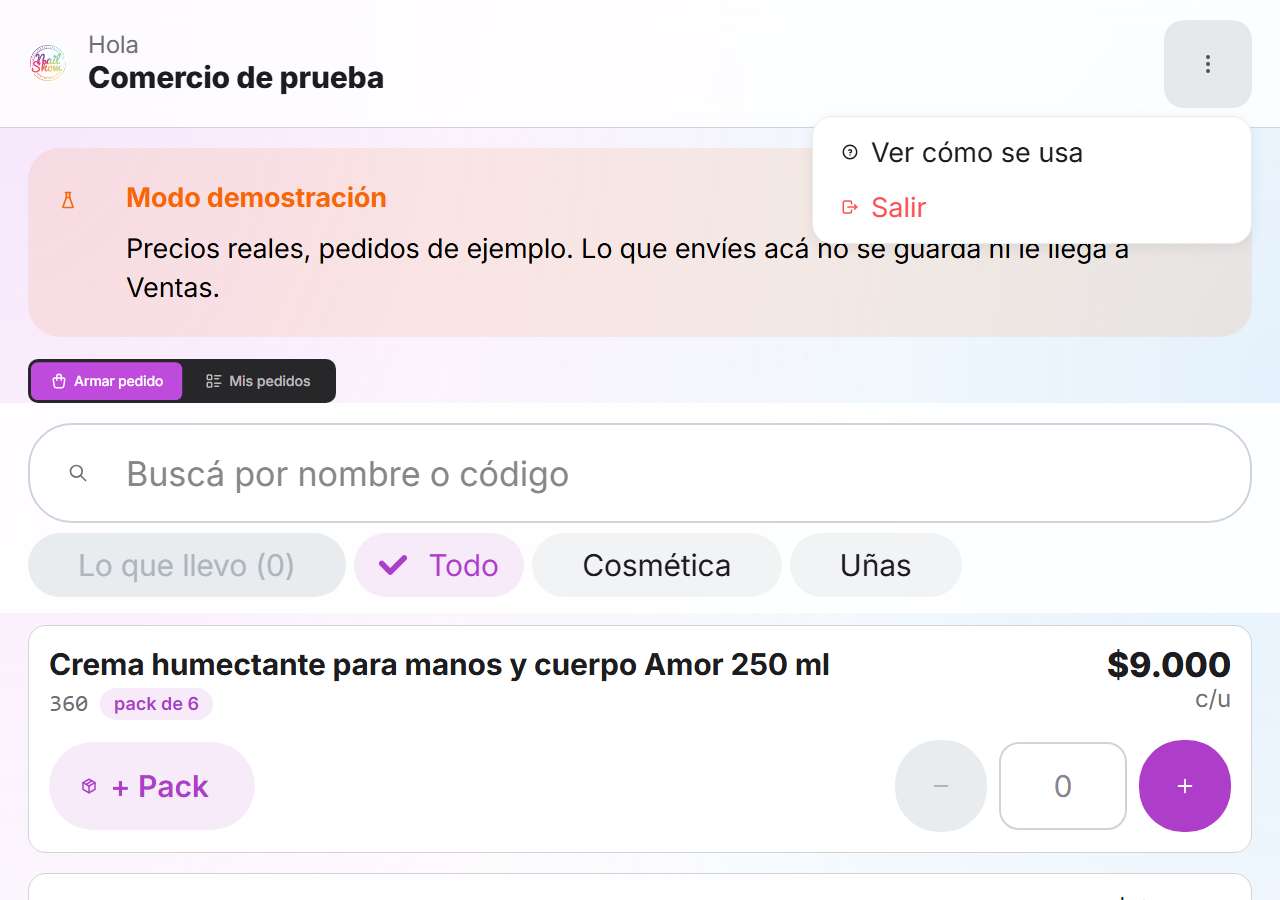 Nail
Show
Hola
Comercio de prueba
Ver cómo se usa
Salir
Modo demostración
Precios reales, pedidos de ejemplo. Lo que envíes acá no se guarda ni le llega a
Ventas.
Armar pedido
Mis pedidos
Buscá por nombre o código
Lo que llevo (0)
Todo
Cosmética
Uñas
Crema humectante para manos y cuerpo Amor 250 ml
$9.000
360
pack de 6
c/u
+ Pack
−
0
+